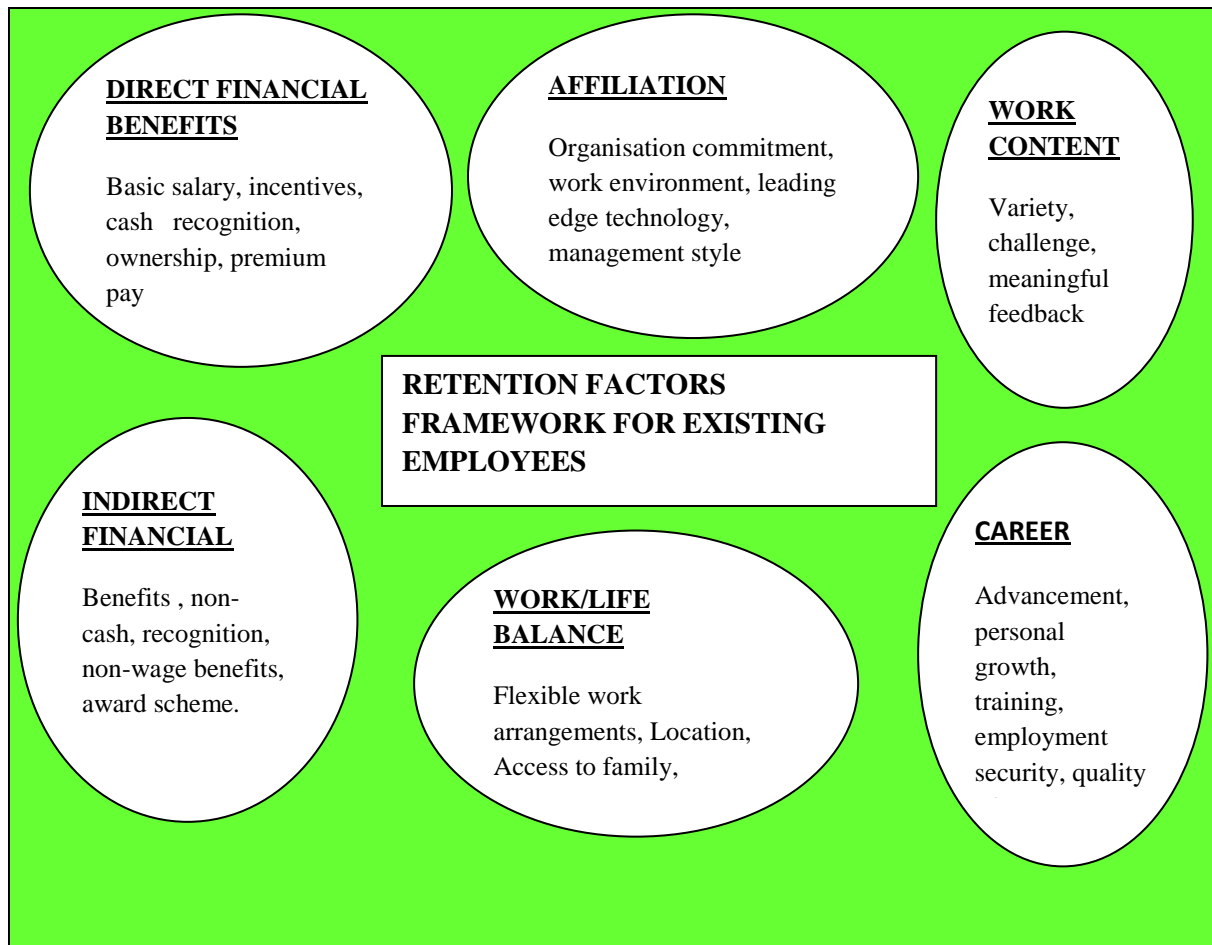 DIRECT FINANCIAL
BENEFITS
Basic salary, incentives,
cash recognition,
ownership, premium
pay
AFFILIATION
Organisation commitment,
work environment, leading
edge technology,
management style
WORK
CONTENT
Variety,
challenge,
meaningful
feedback
RETENTION FACTORS
FRAMEWORK FOR EXISTING
EMPLOYEES
INDIRECT
FINANCIAL
Benefits , non-
cash, recognition,
non-wage benefits,
award scheme.
WORK/LIFE
BALANCE
Flexible work
arrangements, Location,
Access to family,
CAREER
Advancement,
personal
growth,
training,
employment
security, quality